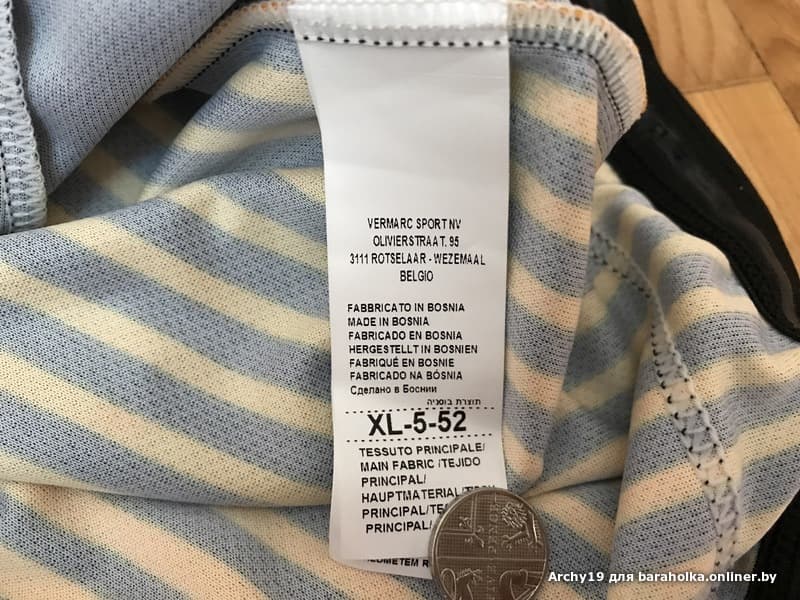 VERMARC SPORT NV
OLIVIERSTRAAT. 95
3111 ROTSELAAR - WEZEMAAL
BELGIO
FABBRICATO IN BOSNIA
MADE IN BOSNIA
FABRICADO EN BOSNIA
HERGESTELLT IN BOSNIEN
FABRIQUÉ EN BOSNIE
FABRICADO NA BÓSNIA
Сделано в Боснии
תוצרת בוסניה
XL-5-52
TESSUTO PRINCIPALE/
MAIN FABRIC /TEJIDO
PRINCIPAL/
HAUPTMATERIAL/
PRINCIPAL/
PRINCIPAL/
PENCE
Archy19 для baraholka.onliner.by